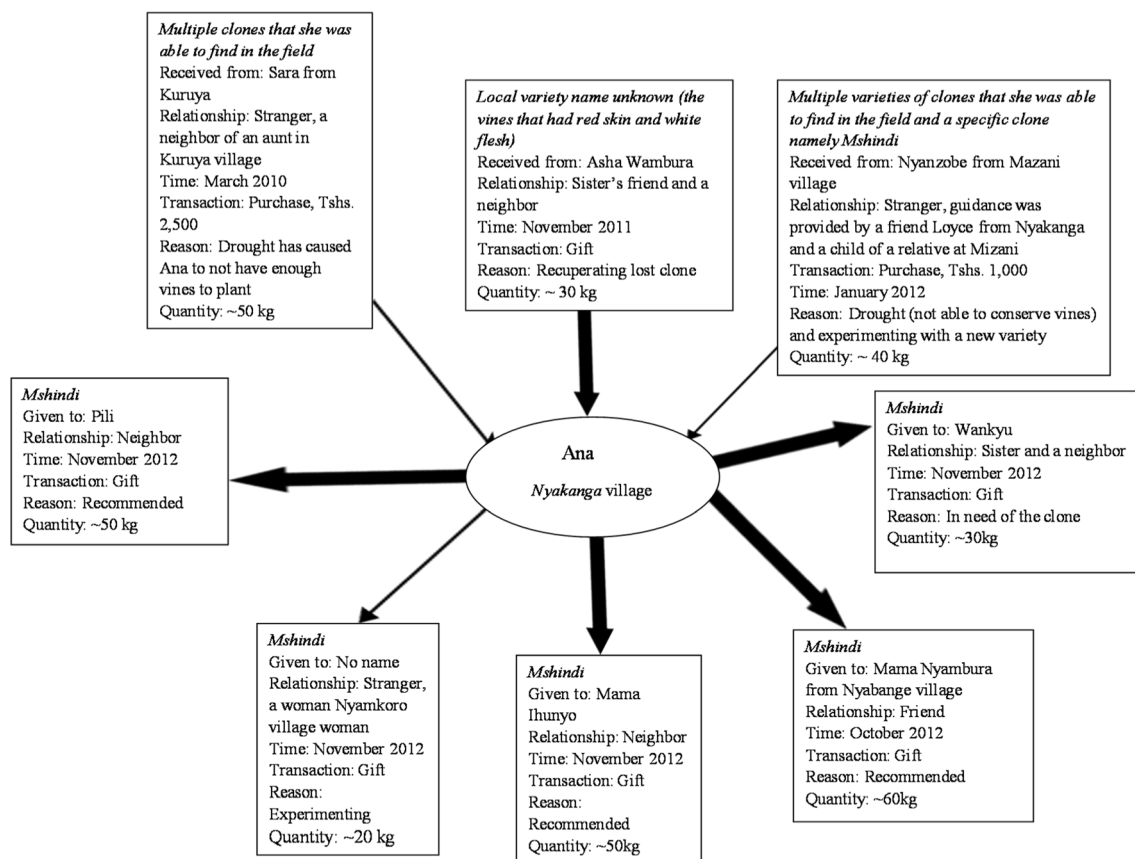 Multiple clones that she was
able to find in the field
Received from: Sara from
Kuruya
Relationship: Stranger, a
neighbor of an aunt in
Kuruya village
Time: March 2010
Transaction: Purchase, Tshs.
2,500
Reason: Drought has caused
Ana to not have enough
vines to plant
Quantity: ~50 kg
Local variety name unknown (the
vines that had red skin and white
flesh)
Received from: Asha Wambura
Relationship: Sister's friend and a
neighbor
Time: November 2011
Transaction: Gift
Reason: Recuperating lost clone
Quantity: ~ 30 kg
Multiple varieties of clones that she was able
to find in the field and a specific clone
namely Mshindi
Received from: Nyanzobe from Mazani
village
Relationship: Stranger, guidance was
provided by a friend Loyce from Nyakanga
and a child of a relative at Mizani
Transaction: Purchase, Tshs. 1,000
Time: January 2012
Reason: Drought (not able to conserve vines)
and experimenting with a new variety
Quantity: ~ 40 kg
Mshindi
Given to: Pili
Relationship: Neighbor
Time: November 2012
Transaction: Gift
Reason: Recommended
Quantity: ~50 kg
Ana
Nyakanga village
Mshindi
Given to: Wankyu
Relationship: Sister and a neighbor
Time: November 2012
Transaction: Gift
Reason: In need of the clone
Quantity: ~30kg
Mshindi
Given to: No name
Relationship: Stranger,
a woman Nyamkoro
village woman
Time: November 2012
Transaction: Gift
Reason:
Experimenting
Quantity: ~20 kg
Mshindi
Given to: Mama
Ihunyo
Relationship: Neighbor
Time: November 2012
Transaction: Gift
Reason:
Recommended
Quantity: ~50kg
Mshindi
Given to: Mama Nyambura
from Nyabange village
Relationship: Friend
Time: October 2012
Transaction: Gift
Reason: Recommended
Quantity: ~60kg